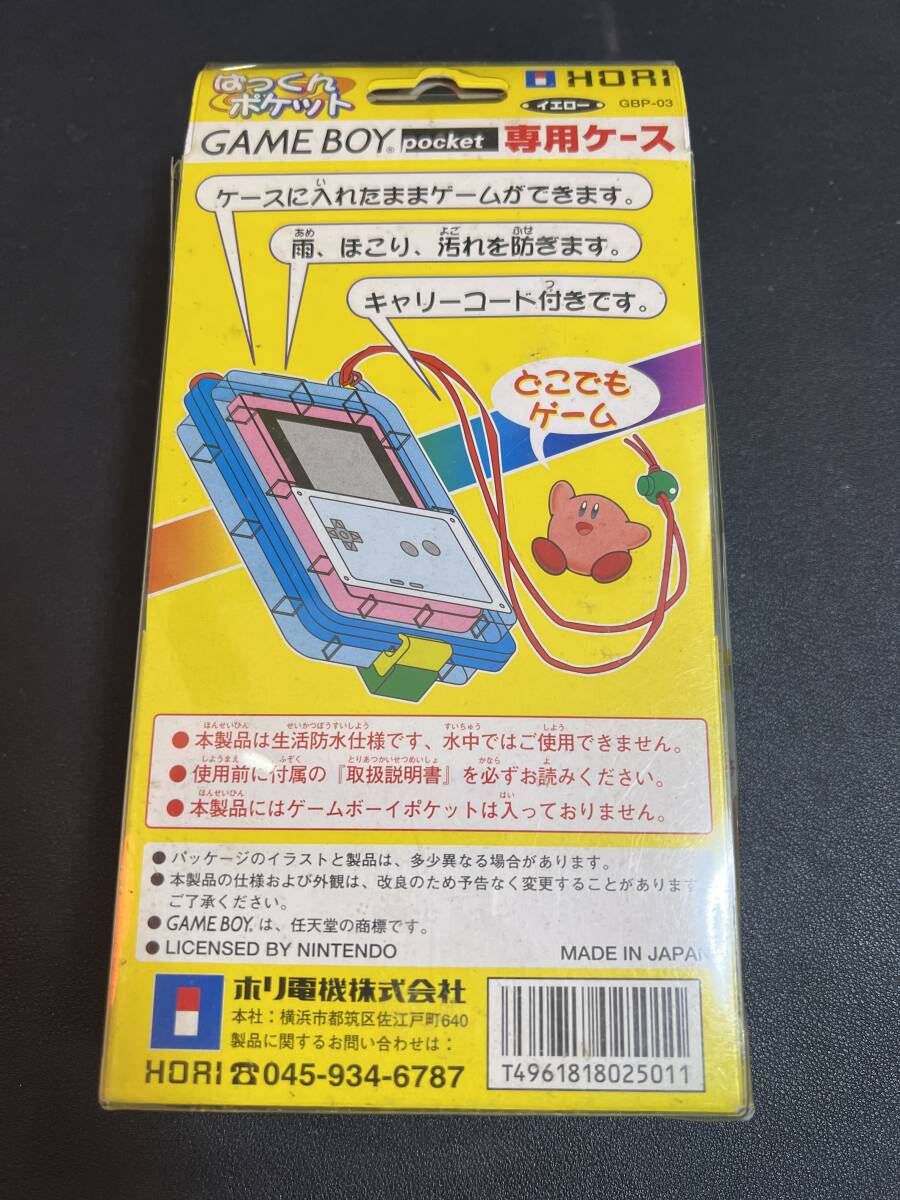 ぱっくん
ポケット
HORI
イエロー GBP-03
GAME BOY® pocket 専用ケース
ケースに入れたままゲームができます。
雨、ほこり、汚れを防ぎます。
キャリーコード付きです。
どこでも
ゲーム
●本製品は生活防水仕様です、水中ではご使用できません。
●使用前に付属の『取扱説明書』を必ずお読みください。
●本製品にはゲームボーイポケットは入っておりません。
●パッケージのイラストと製品は、多少異なる場合があります。
●本製品の仕様および外観は、改良のため予告なく変更することがあります
ご了承ください。
●GAME BOY®は、任天堂の商標です。
●LICENSED BY NINTENDO MADE IN JAPAN
ホリ電機株式会社
本社：横浜市都筑区佐江戸町640
製品に関するお問い合わせは：
HORI☎045-934-6787
T4961818025011